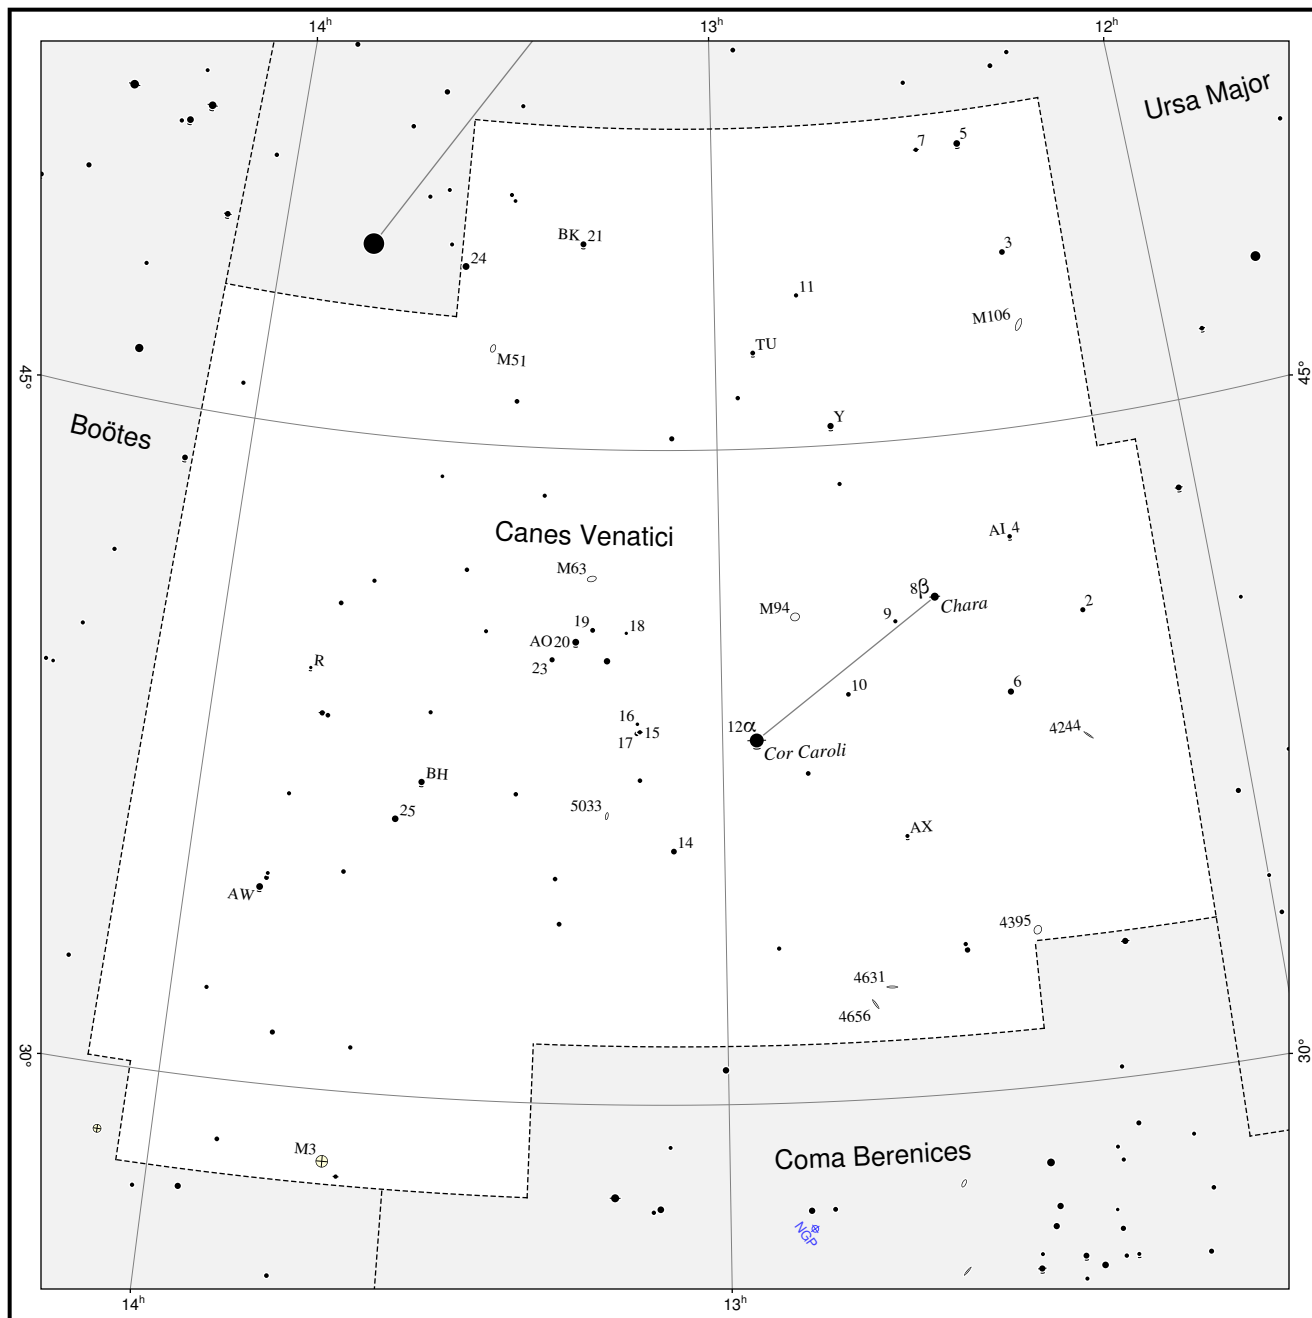 14h
13h
12h
Ursa Major
7
5
BK 21
24
3
11
M106
TU
M51
45°
45°
Y
Boötes
Canes Venatici
AI 4
M63
8β
Chara
M94
2
9
19
18
AO20
23
R
6
10
16
15
17
12α
Cor Caroli
4244
BH
25
5033
AX
14
AW
4395
4631
4656
30°
30°
M3
Coma Berenices
NGP
14h
13h